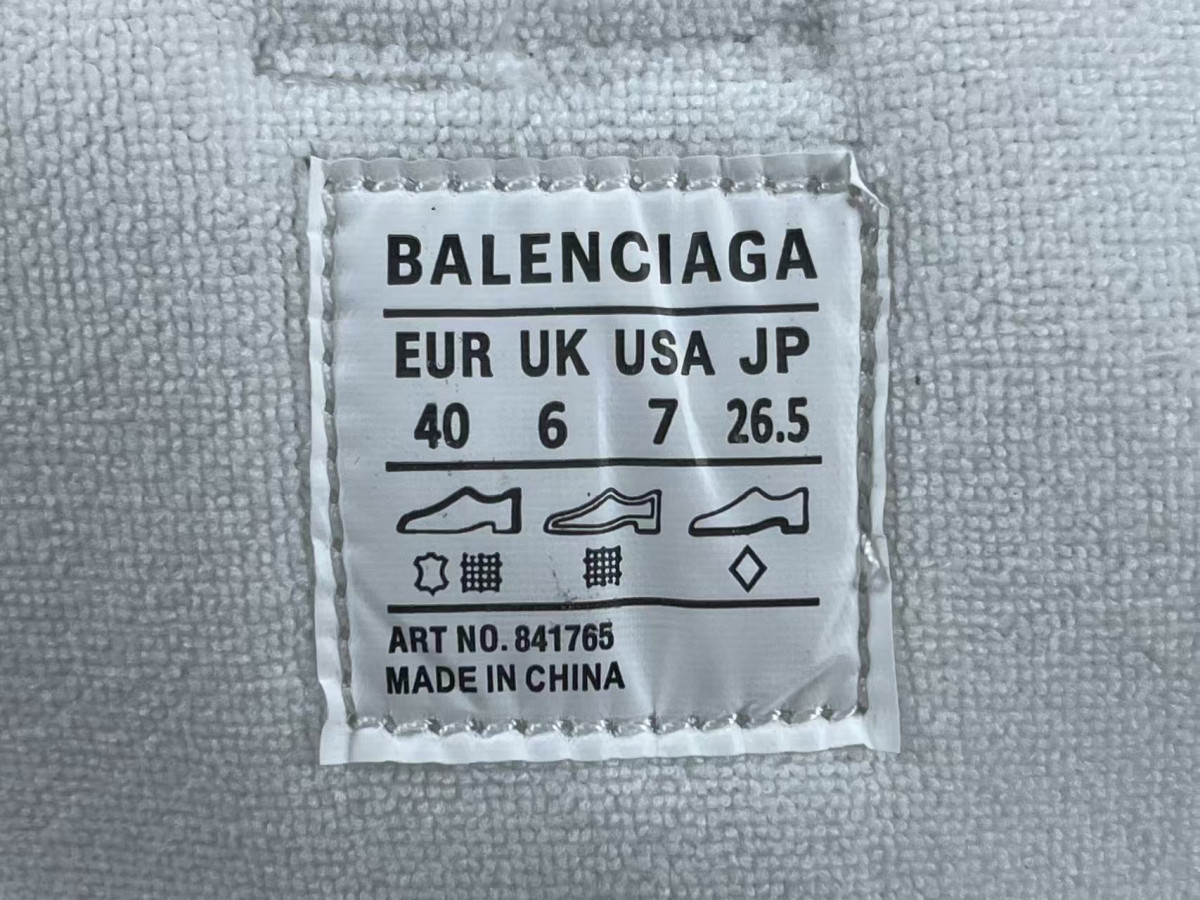 BALENCIAGA
EUR UK USA JP
40 6 7 26.5
ART NO. 841765
MADE IN CHINA